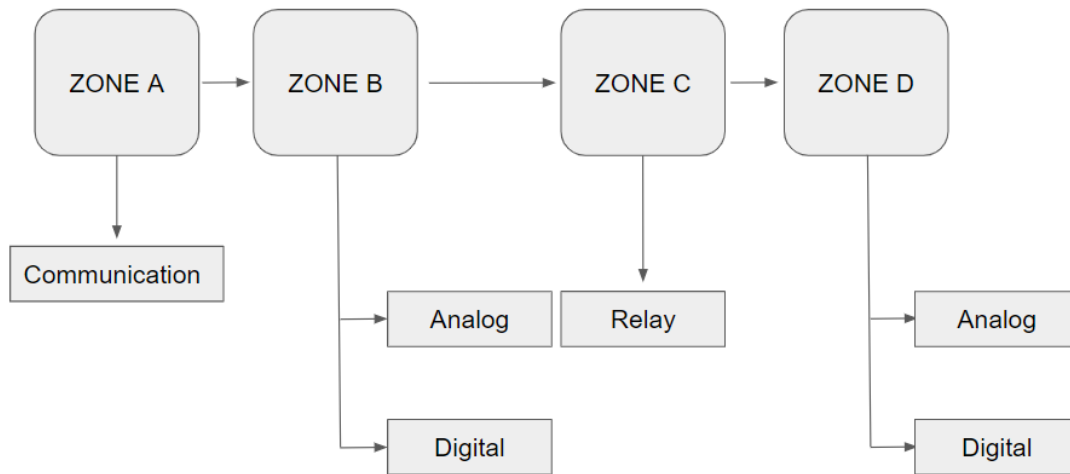 ZONE A
ZONE B
ZONE C
ZONE D
Communication
Analog
Relay
Analog
Digital
Digital